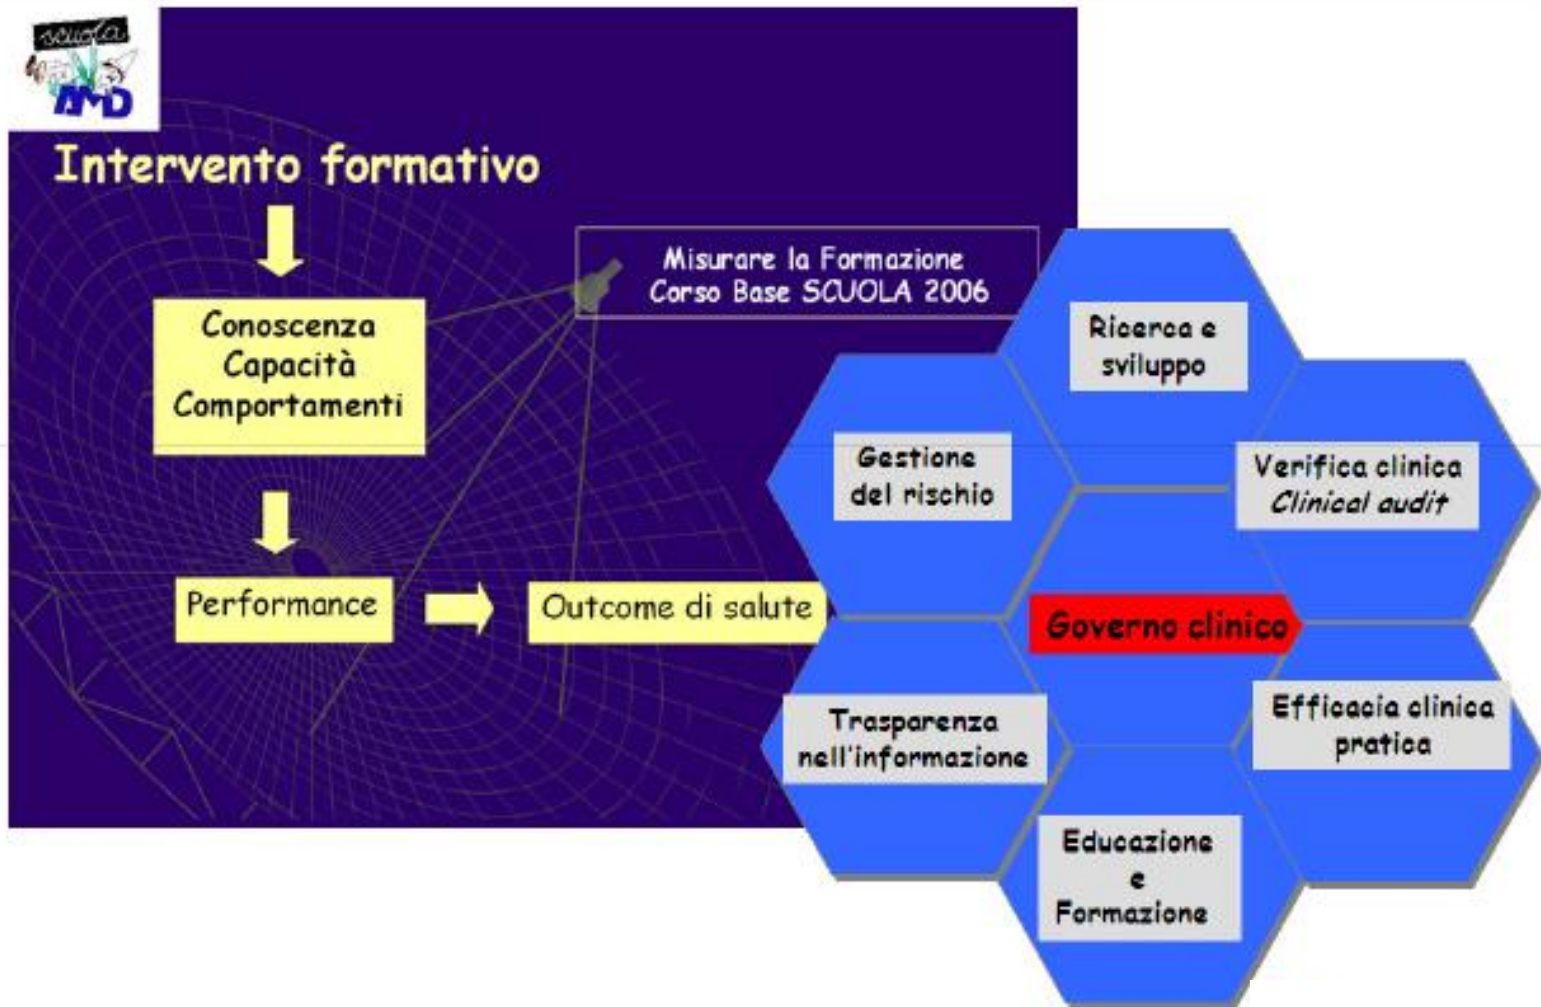 scuola
AMD
Intervento formativo
Misurare la Formazione
Corso Base SCUOLA 2006
Conoscenza
Capacità
Comportamenti
Performance
Outcome di salute
Ricerca e
sviluppo
Gestione
del rischio
Verifica clinica
Clinical audit
Governo clinico
Trasparenza
nell'informazione
Efficacia clinica
pratica
Educazione
e
Formazione